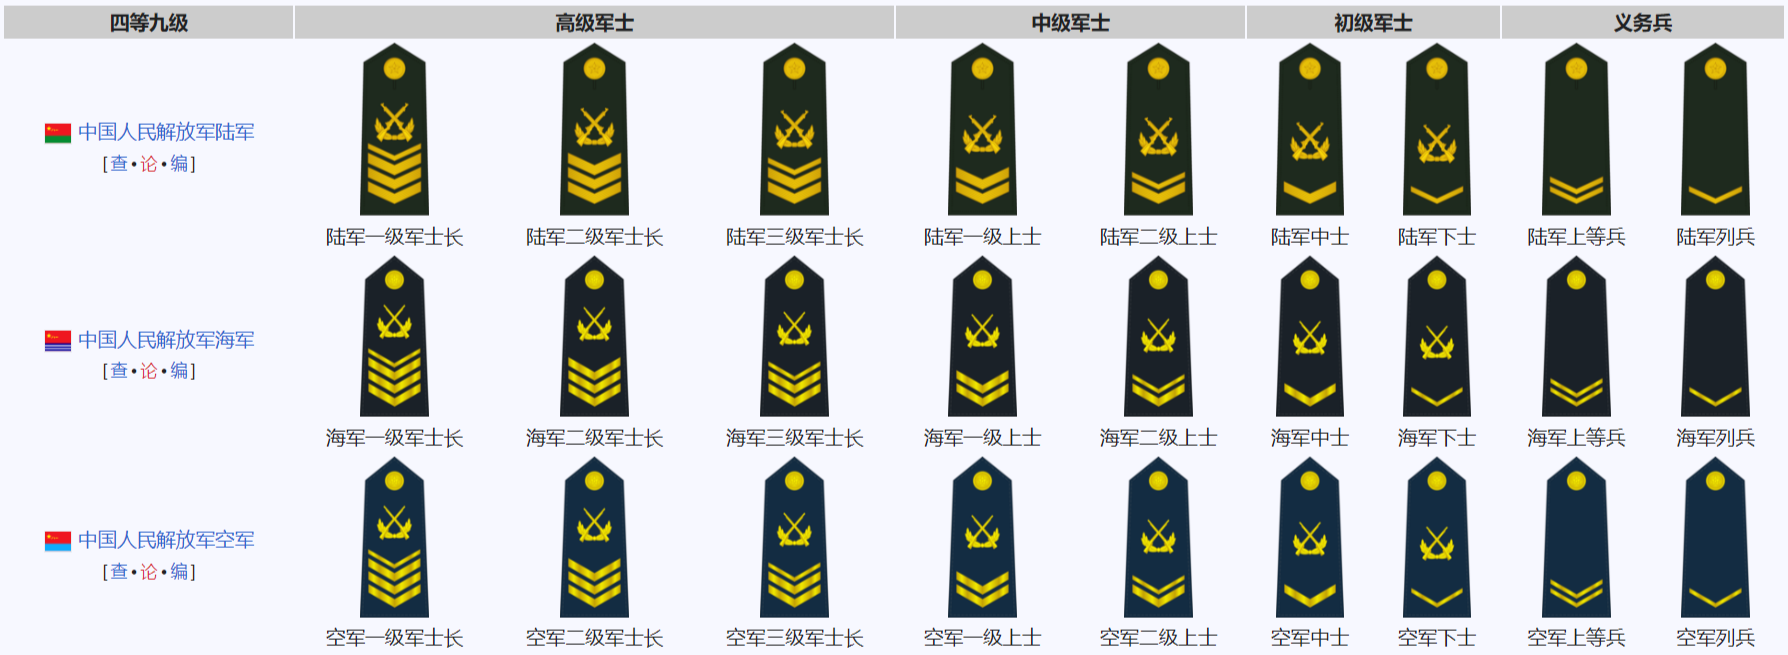 四等九级 高级军士 中级军士 初级军士 义务兵
中国人民解放军陆军
[查•论•编]
陆军一级军士长 陆军二级军士长 陆军三级军士长 陆军一级上士 陆军二级上士 陆军中士 陆军下士 陆军上等兵 陆军列兵
中国人民解放军海军
[查•论•编]
海军一级军士长 海军二级军士长 海军三级军士长 海军一级上士 海军二级上士 海军中士 海军下士 海军上等兵 海军列兵
中国人民解放军空军
[查•论•编]
空军一级军士长 空军二级军士长 空军三级军士长 空军一级上士 空军二级上士 空军中士 空军下士 空军上等兵 空军列兵